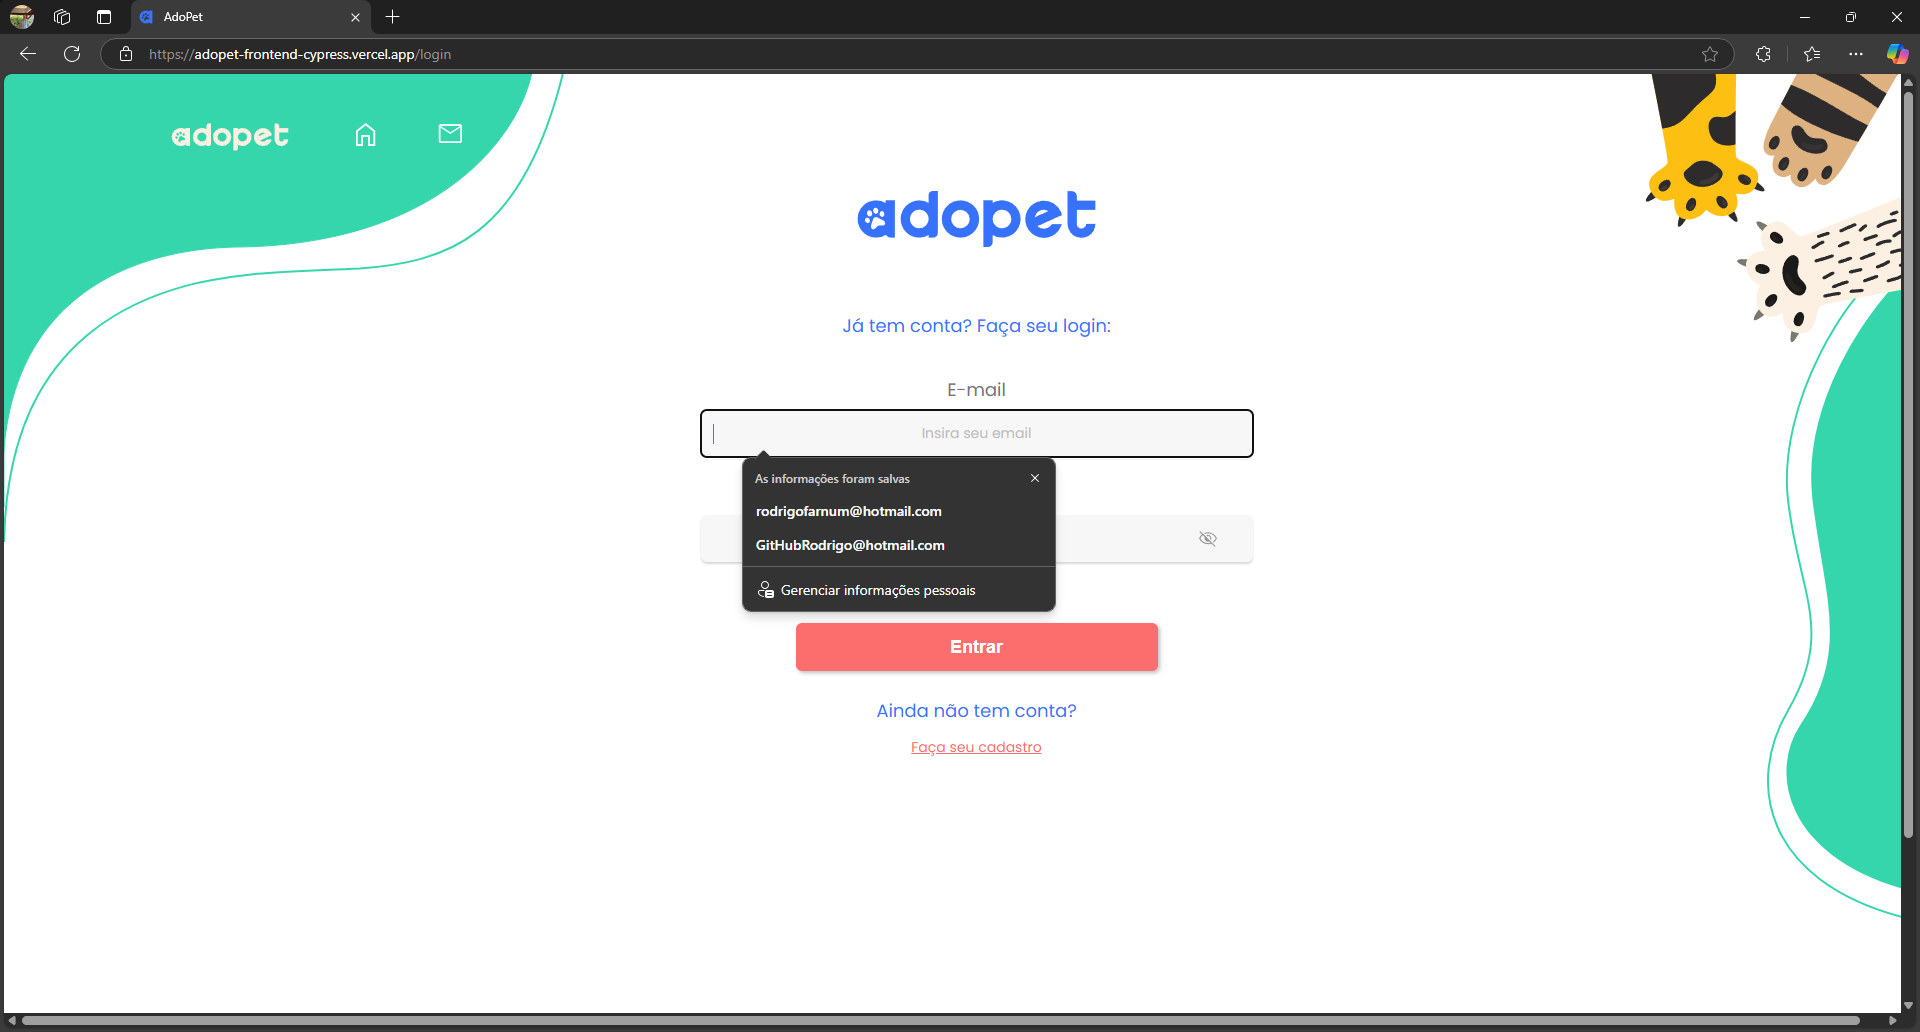 AdoPet
https://adopet-frontend-cypress.vercel.app/login
adopet
adopet
Já tem conta? Faça seu login:
E-mail
Insira seu email
As informações foram salvas
rodrigofarnum@hotmail.com
GitHubRodrigo@hotmail.com
Gerenciar informações pessoais
Entrar
Ainda não tem conta?
Faça seu cadastro